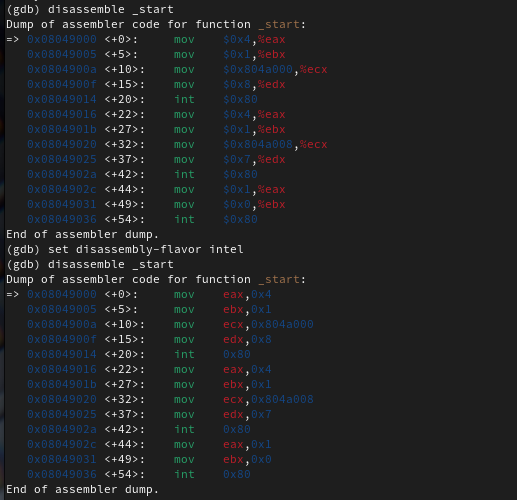 (gdb) disassemble _start
Dump of assembler code for function _start:
=> 0x08049000 <+0>:    mov    $0x4,%eax
   0x08049005 <+5>:    mov    $0x1,%ebx
   0x0804900a <+10>:    mov    $0x804a000,%ecx
   0x0804900f <+15>:    mov    $0x8,%edx
   0x08049014 <+20>:    int    $0x80
   0x08049016 <+22>:    mov    $0x4,%eax
   0x0804901b <+27>:    mov    $0x1,%ebx
   0x08049020 <+32>:    mov    $0x804a008,%ecx
   0x08049025 <+37>:    mov    $0x7,%edx
   0x0804902a <+42>:    int    $0x80
   0x0804902c <+44>:    mov    $0x1,%eax
   0x08049031 <+49>:    mov    $0x0,%ebx
   0x08049036 <+54>:    int    $0x80
End of assembler dump.
(gdb) set disassembly-flavor intel
(gdb) disassemble _start
Dump of assembler code for function _start:
=> 0x08049000 <+0>:    mov    eax,0x4
   0x08049005 <+5>:    mov    ebx,0x1
   0x0804900a <+10>:    mov    ecx,0x804a000
   0x0804900f <+15>:    mov    edx,0x8
   0x08049014 <+20>:    int    0x80
   0x08049016 <+22>:    mov    eax,0x4
   0x0804901b <+27>:    mov    ebx,0x1
   0x08049020 <+32>:    mov    ecx,0x804a008
   0x08049025 <+37>:    mov    edx,0x7
   0x0804902a <+42>:    int    0x80
   0x0804902c <+44>:    mov    eax,0x1
   0x08049031 <+49>:    mov    ebx,0x0
   0x08049036 <+54>:    int    0x80
End of assembler dump.